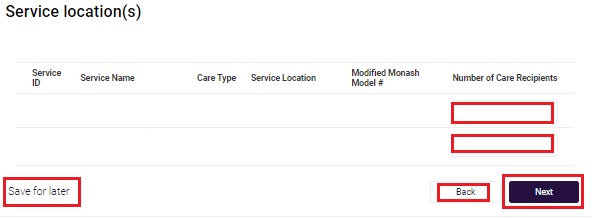 Service location(s)
Service ID Service Name Care Type Service Location Modified Monash Model # Number of Care Recipients
Save for later Back Next